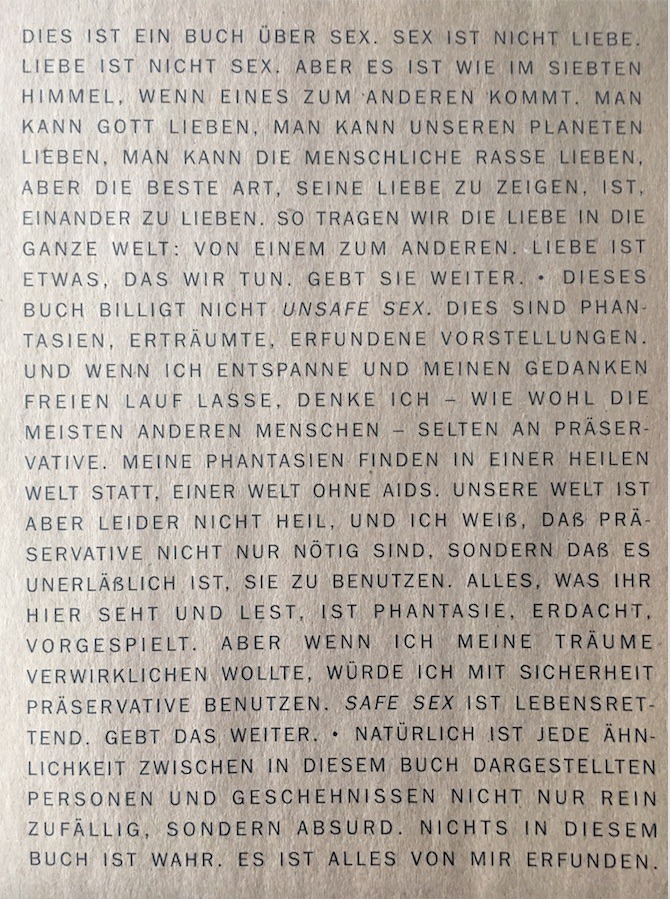 DIES IST EIN BUCH ÜBER SEX. SEX IST NICHT LIEBE.
LIEBE IST NICHT SEX. ABER ES IST WIE IM SIEBTEN
HIMMEL, WENN EINES ZUM ANDEREN KOMMT. MAN
KANN GOTT LIEBEN, MAN KANN UNSEREN PLANETEN
LIEBEN, MAN KANN DIE MENSCHLICHE RASSE LIEBEN,
ABER DIE BESTE ART, SEINE LIEBE ZU ZEIGEN, IST,
EINANDER ZU LIEBEN. SO TRAGEN WIR DIE LIEBE IN DIE
GANZE WELT: VON EINEM ZUM ANDEREN. LIEBE IST
ETWAS, DAS WIR TUN. GEBT SIE WEITER. • DIESES
BUCH BILLIGT NICHT UNSAFE SEX. DIES SIND PHAN-
TASIEN, ERTRÄUMTE, ERFUNDENE VORSTELLUNGEN.
UND WENN ICH ENTSPANNE UND MEINEN GEDANKEN
FREIEN LAUF LASSE, DENKE ICH – WIE WOHL DIE
MEISTEN ANDEREN MENSCHEN – SELTEN AN PRÄSER-
VATIVE. MEINE PHANTASIEN FINDEN IN EINER HEILEN
WELT STATT, EINER WELT OHNE AIDS. UNSERE WELT IST
ABER LEIDER NICHT HEIL, UND ICH WEIß, DAß PRÄ-
SERVATIVE NICHT NUR NÖTIG SIND, SONDERN DAß ES
UNERLÄßLICH IST, SIE ZU BENUTZEN. ALLES, WAS IHR
HIER SEHT UND LEST, IST PHANTASIE, ERDACHT,
VORGESPIELT. ABER WENN ICH MEINE TRÄUME
VERWIRKLICHEN WOLLTE, WÜRDE ICH MIT SICHERHEIT
PRÄSERVATIVE BENUTZEN. SAFE SEX IST LEBENSRET-
TEND. GEBT DAS WEITER. • NATÜRLICH IST JEDE ÄHN-
LICHKEIT ZWISCHEN IN DIESEM BUCH DARGESTELLTEN
PERSONEN UND GESCHEHNISSEN NICHT NUR REIN
ZUFÄLLIG, SONDERN ABSURD. NICHTS IN DIESEM
BUCH IST WAHR. ES IST ALLES VON MIR ERFUNDEN.